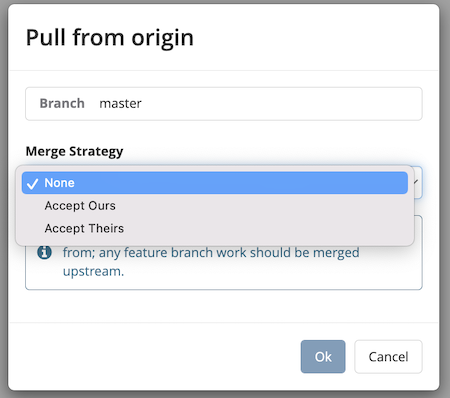 Pull from origin
Branch master
Merge Strategy
None
Accept Ours
Accept Theirs
from; any feature branch work should be merged
upstream.
Ok Cancel